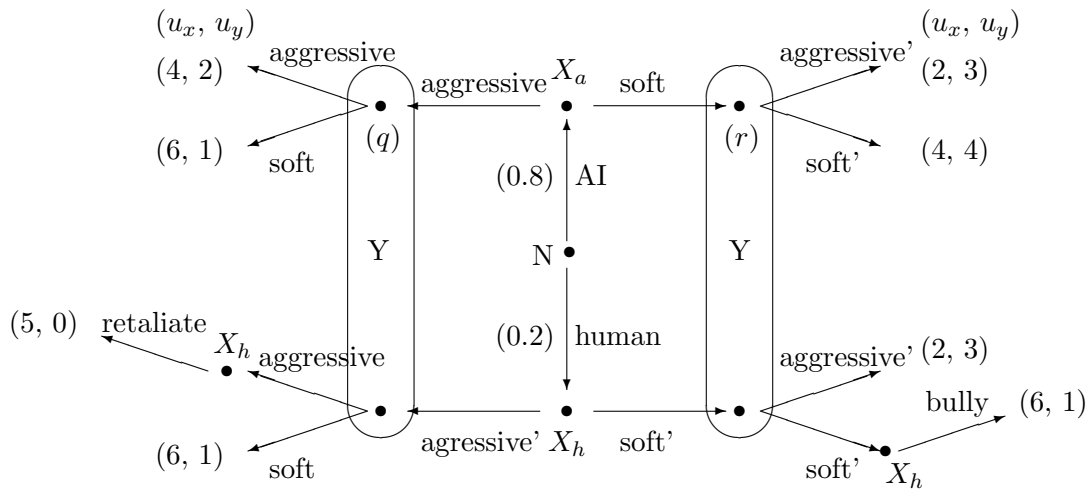 (u_x, u_y) (u_x, u_y)
aggressive aggressive'
(4, 2) aggressive X_a soft (2, 3)
(q) (r)
(6, 1) (4, 4)
soft (0.8) AI soft'
Y N Y
(5, 0) retaliate (0.2) human
X_h aggressive aggressive' (2, 3)
bully (6, 1)
(6, 1) agressive' X_h soft'
soft soft' X_h